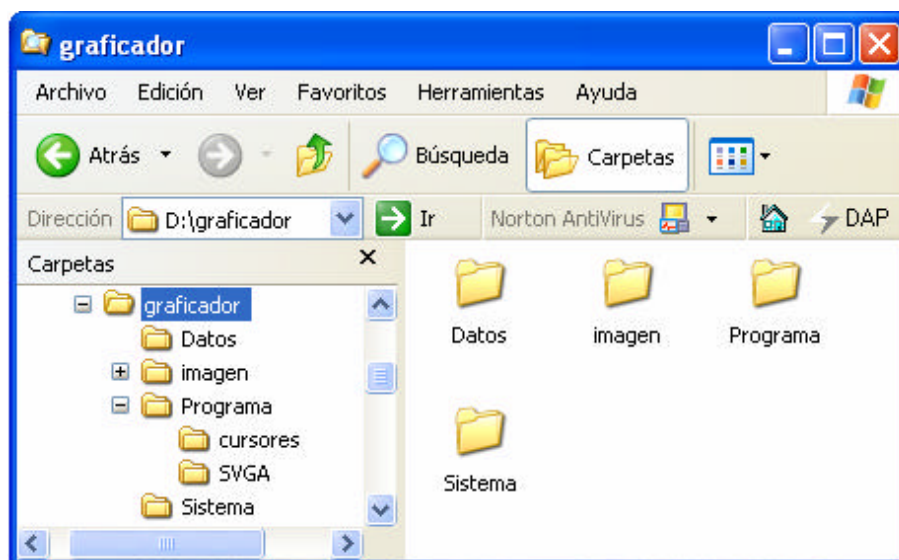 graficador
Archivo Edición Ver Favoritos Herramientas Ayuda
Atrás Búsqueda Carpetas
Dirección D:\graficador Ir Norton AntiVirus DAP
Carpetas
graficador
Datos
imagen
Programa
cursores
SVGA
Sistema
Datos imagen Programa
Sistema